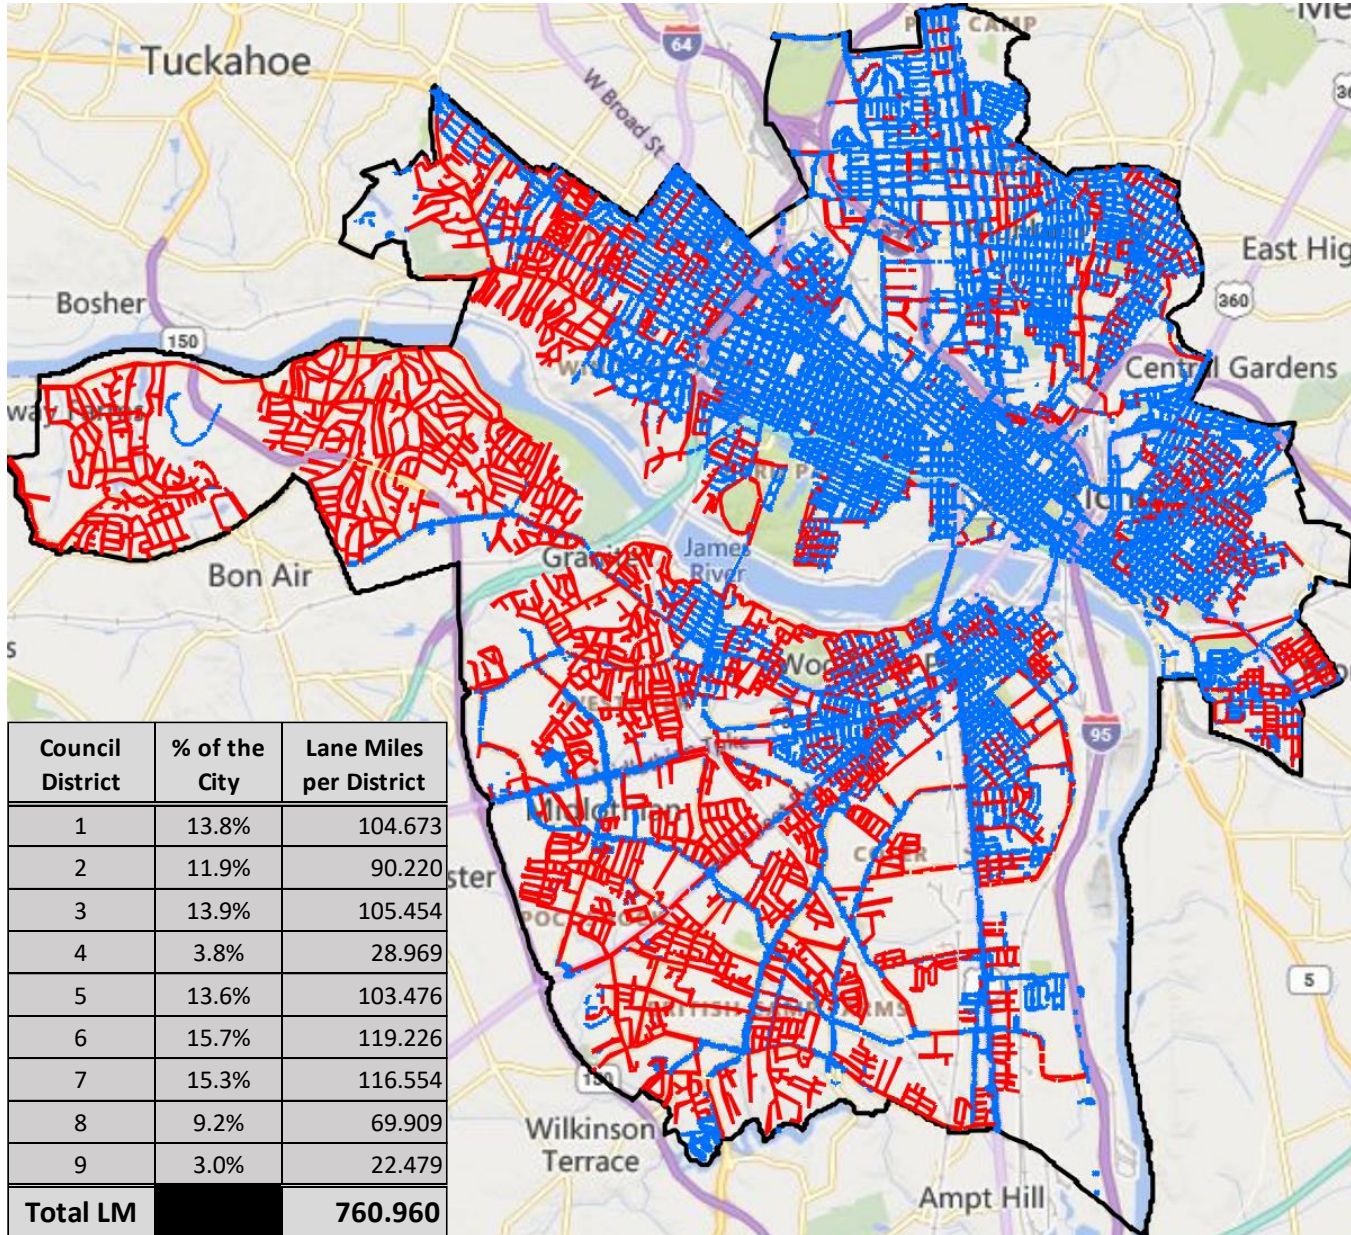 Tuckahoe
64
W Broad St
CAMP
360
East Hig
Bosher
150
Central Gardens
James
River
Bon Air
95
Council District	% of the City	Lane Miles per District
1	13.8%	104.673
2	11.9%	90.220
3	13.9%	105.454
4	3.8%	28.969
5	13.6%	103.476
6	15.7%	119.226
7	15.3%	116.554
8	9.2%	69.909
9	3.0%	22.479
Total LM	760.960
ster
5
Wilkinson
Terrace
Ampt Hill